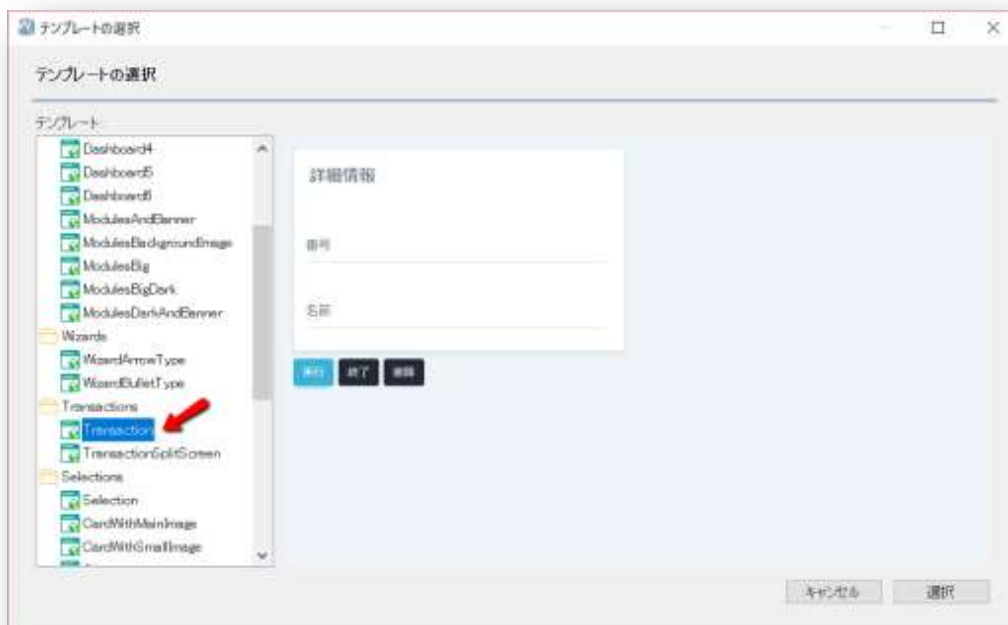 テンプレートの選択
テンプレートの選択
テンプレート
Dashboard4
Dashboard5
Dashboard6
ModulesAndBanner
ModulesBackgroundImage
ModulesBig
ModulesBigDark
ModulesDarkAndBanner
Wizards
WizardArrowType
WizardBulletType
Transactions
Transaction
TransactionSplitScreen
Selections
Selection
CardWithMainImage
CardWithSmallImage
詳細情報
番号
名前
実行 終了 削除
キャンセル 選択